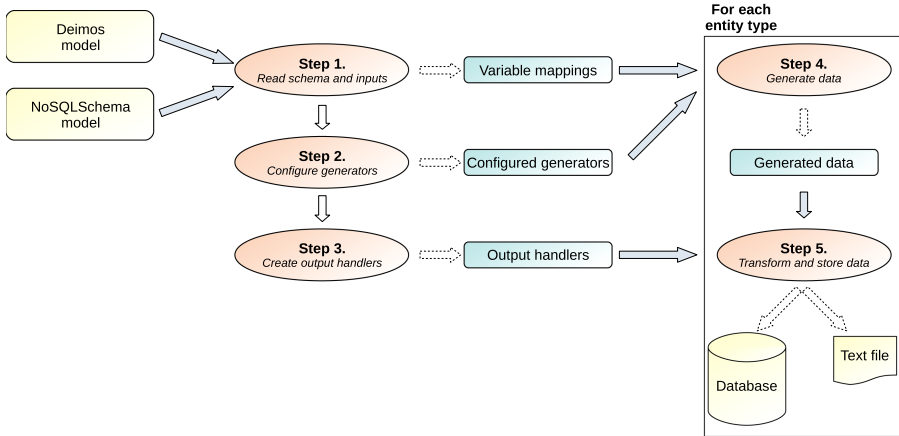 For each
entity type
Deimos
model
NoSQLSchema
model
Step 1.
Read schema and inputs
Variable mappings
Step 2.
Configure generators
Configured generators
Step 3.
Create output handlers
Output handlers
Step 4.
Generate data
Generated data
Step 5.
Transform and store data
Database
Text file